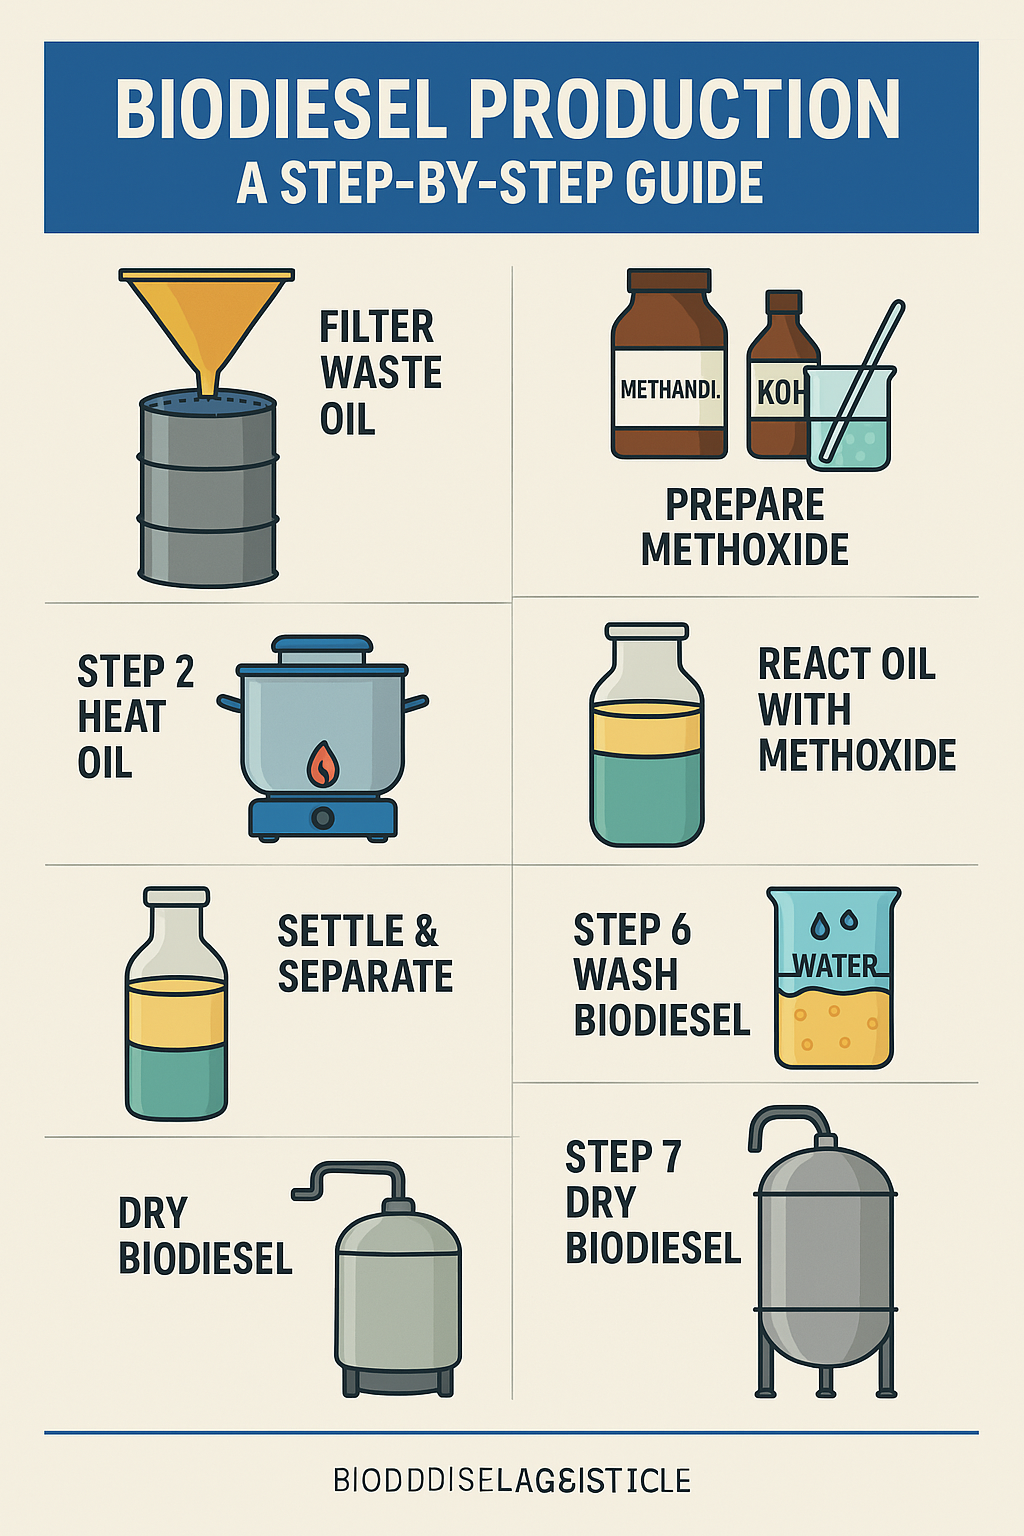 BIODIESEL PRODUCTION
A STEP-BY-STEP GUIDE
FILTER
WASTE
OIL
METHANDI.
KOH
PREPARE
METHOXIDE
STEP 2
HEAT
OIL
REACT OIL
WITH
METHOXIDE
SETTLE &
SEPARATE
STEP 6
WASH
BIODIESEL
WATER
DRY
BIODIESEL
STEP 7
DRY
BIODIESEL
BIODDDISELAGEISTICLE